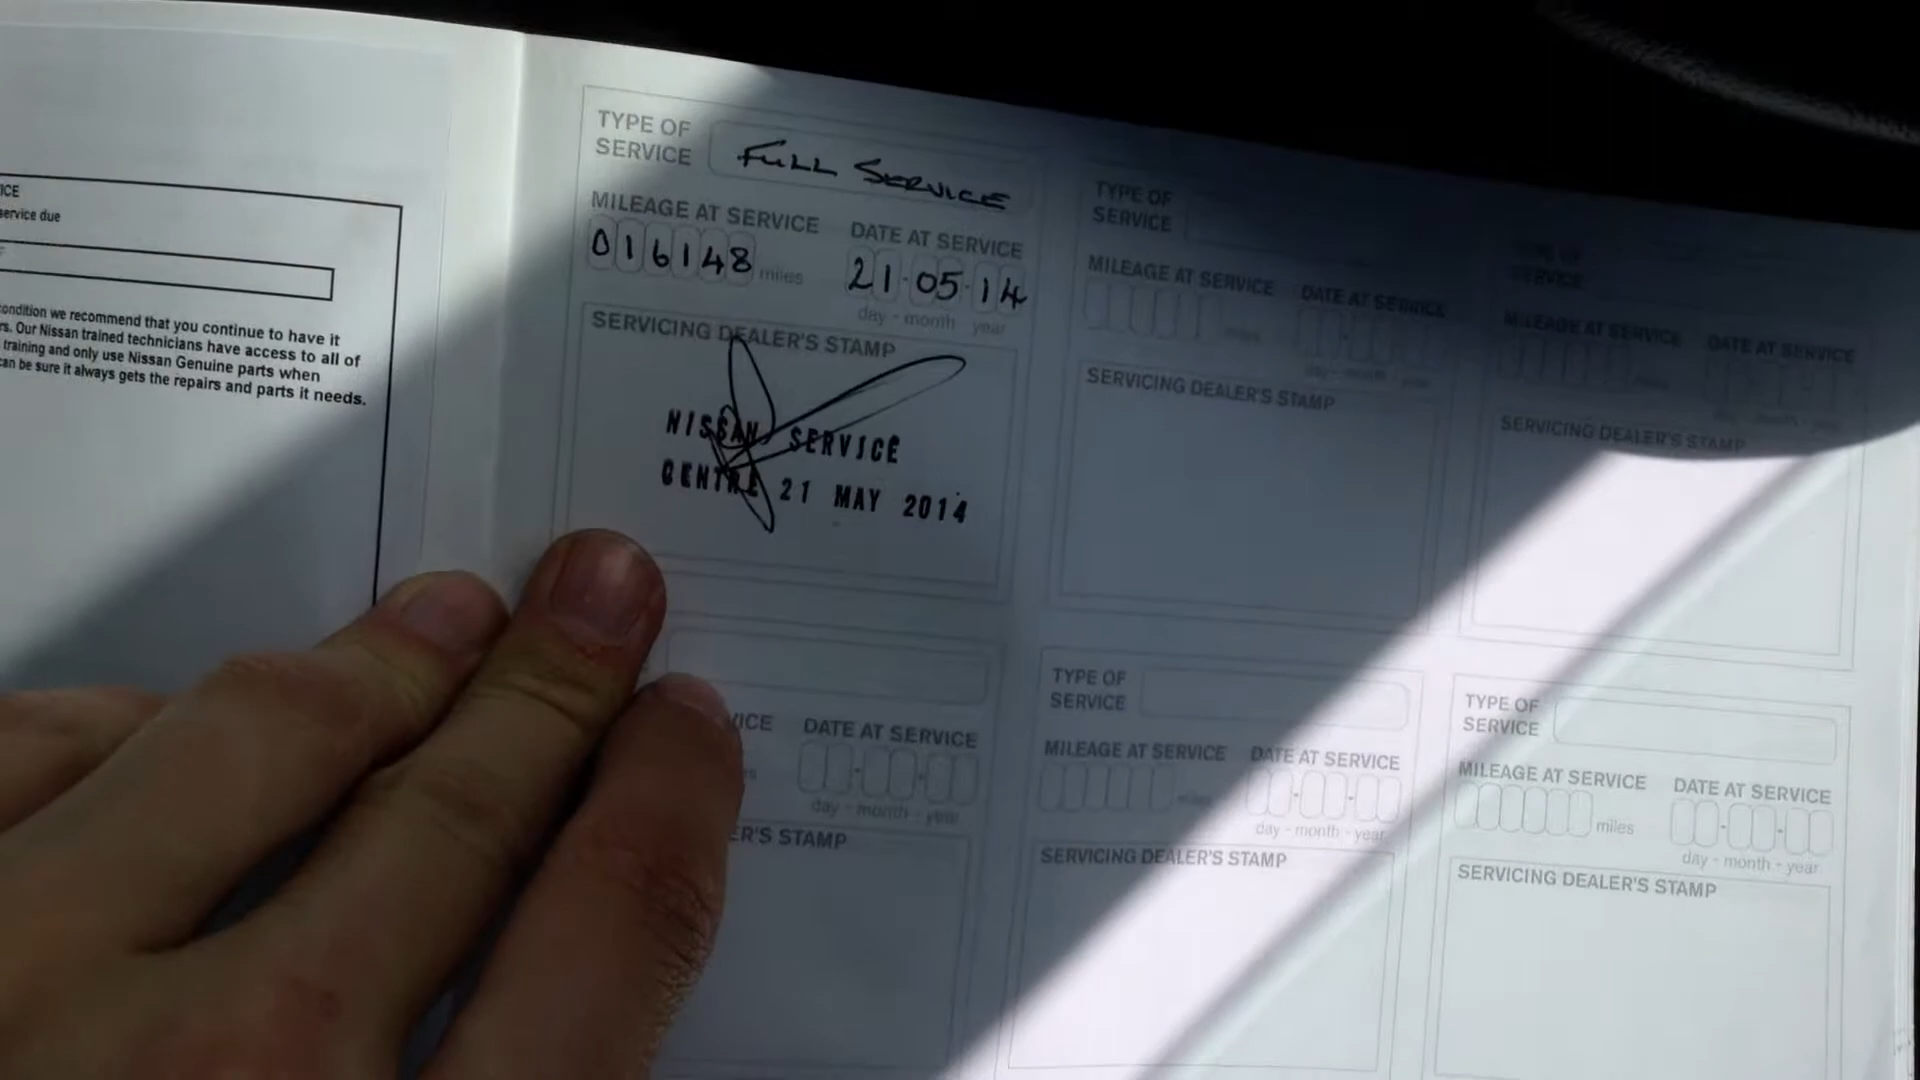 ICE
service due
condition we recommend that you continue to have it
rs. Our Nissan trained technicians have access to all of
training and only use Nissan Genuine parts when
can be sure it always gets the repairs and parts it needs.
TYPE OF
SERVICE
FULL SERVICE
MILEAGE AT SERVICE
DATE AT SERVICE
016148 miles
21-05-14
day - month year
SERVICING DEALER'S STAMP
NISSAN SERVICE
CENTRE 21 MAY 2014
TYPE OF
SERVICE
MILEAGE AT SERVICE
DATE AT SERVICE
miles
day - month - year
SERVICING DEALER'S STAMP
TYPE OF
SERVICE
MILEAGE AT SERVICE
DATE AT SERVICE
SERVICING DEALER'S STAMP
VICE
DATE AT SERVICE
day - month - year
ER'S STAMP
TYPE OF
SERVICE
MILEAGE AT SERVICE
DATE AT SERVICE
miles
day - month - year
SERVICING DEALER'S STAMP
TYPE OF
SERVICE
MILEAGE AT SERVICE
DATE AT SERVICE
miles
day - month - year
SERVICING DEALER'S STAMP